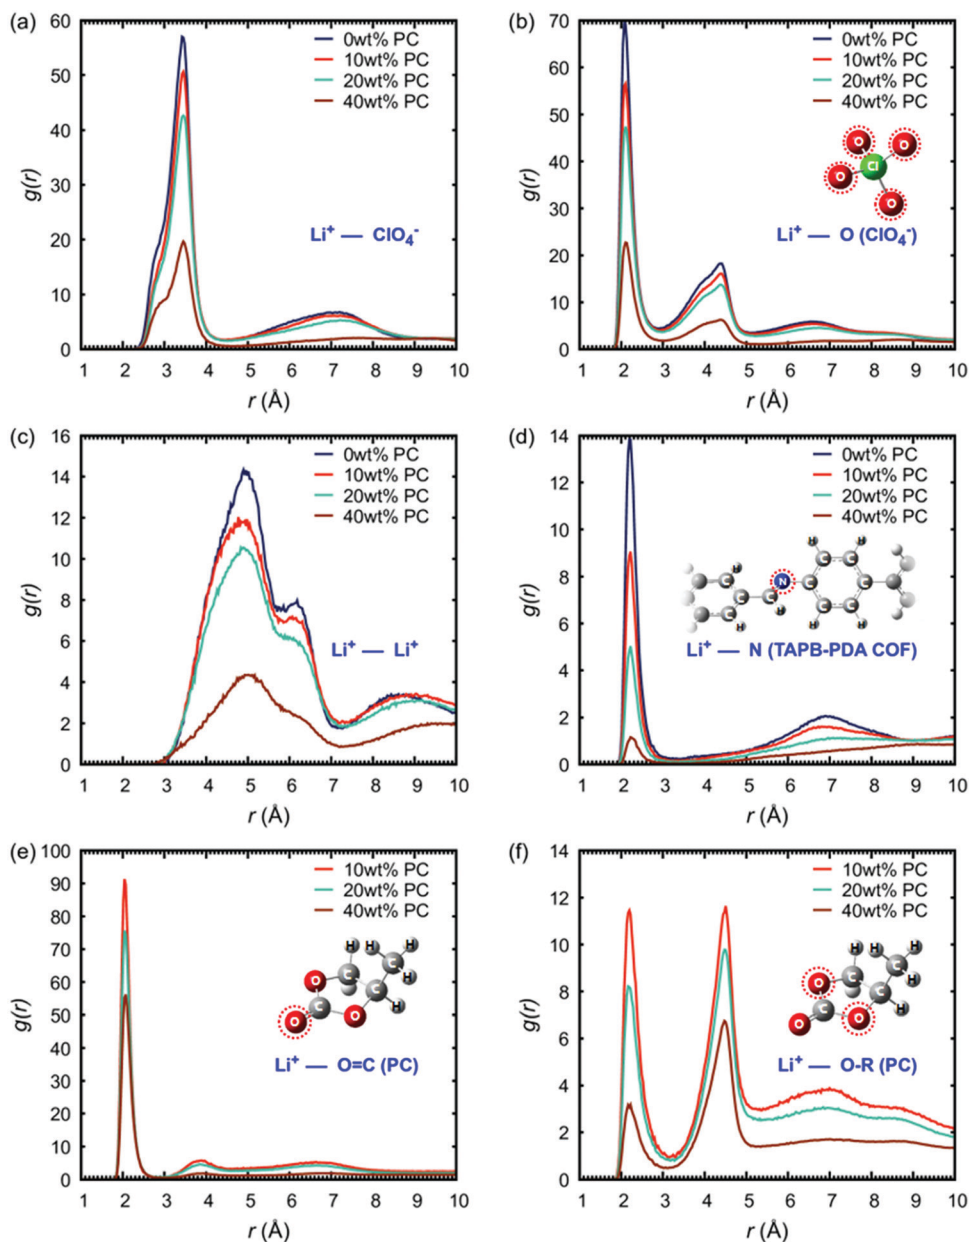 (a)
60
50
40
30
20
10
0
g(r)
0wt% PC
10wt% PC
20wt% PC
40wt% PC
Li⁺ — ClO₄⁻
1 2 3 4 5 6 7 8 9 10
r (Å)
(b)
70
60
50
40
30
20
10
0
g(r)
0wt% PC
10wt% PC
20wt% PC
40wt% PC
O O
Cl
O
O
Li⁺ — O (ClO₄⁻)
1 2 3 4 5 6 7 8 9 10
r (Å)
(c)
16
14
12
10
8
6
4
2
0
g(r)
0wt% PC
10wt% PC
20wt% PC
40wt% PC
Li⁺ — Li⁺
1 2 3 4 5 6 7 8 9 10
r (Å)
(d)
14
12
10
8
6
4
2
0
g(r)
0wt% PC
10wt% PC
20wt% PC
40wt% PC
H H
H C C H
C C N C C C
C C H C C
H H H
Li⁺ — N (TAPB-PDA COF)
1 2 3 4 5 6 7 8 9 10
r (Å)
(e)
100
90
80
70
60
50
40
30
20
10
0
g(r)
10wt% PC
20wt% PC
40wt% PC
H H H
C
O C H
C C H
O O
Li⁺ — O=C (PC)
1 2 3 4 5 6 7 8 9 10
r (Å)
(f)
14
12
10
8
6
4
2
0
g(r)
10wt% PC
20wt% PC
40wt% PC
H H H
C
O C H
C C H
O O
Li⁺ — O-R (PC)
1 2 3 4 5 6 7 8 9 10
r (Å)